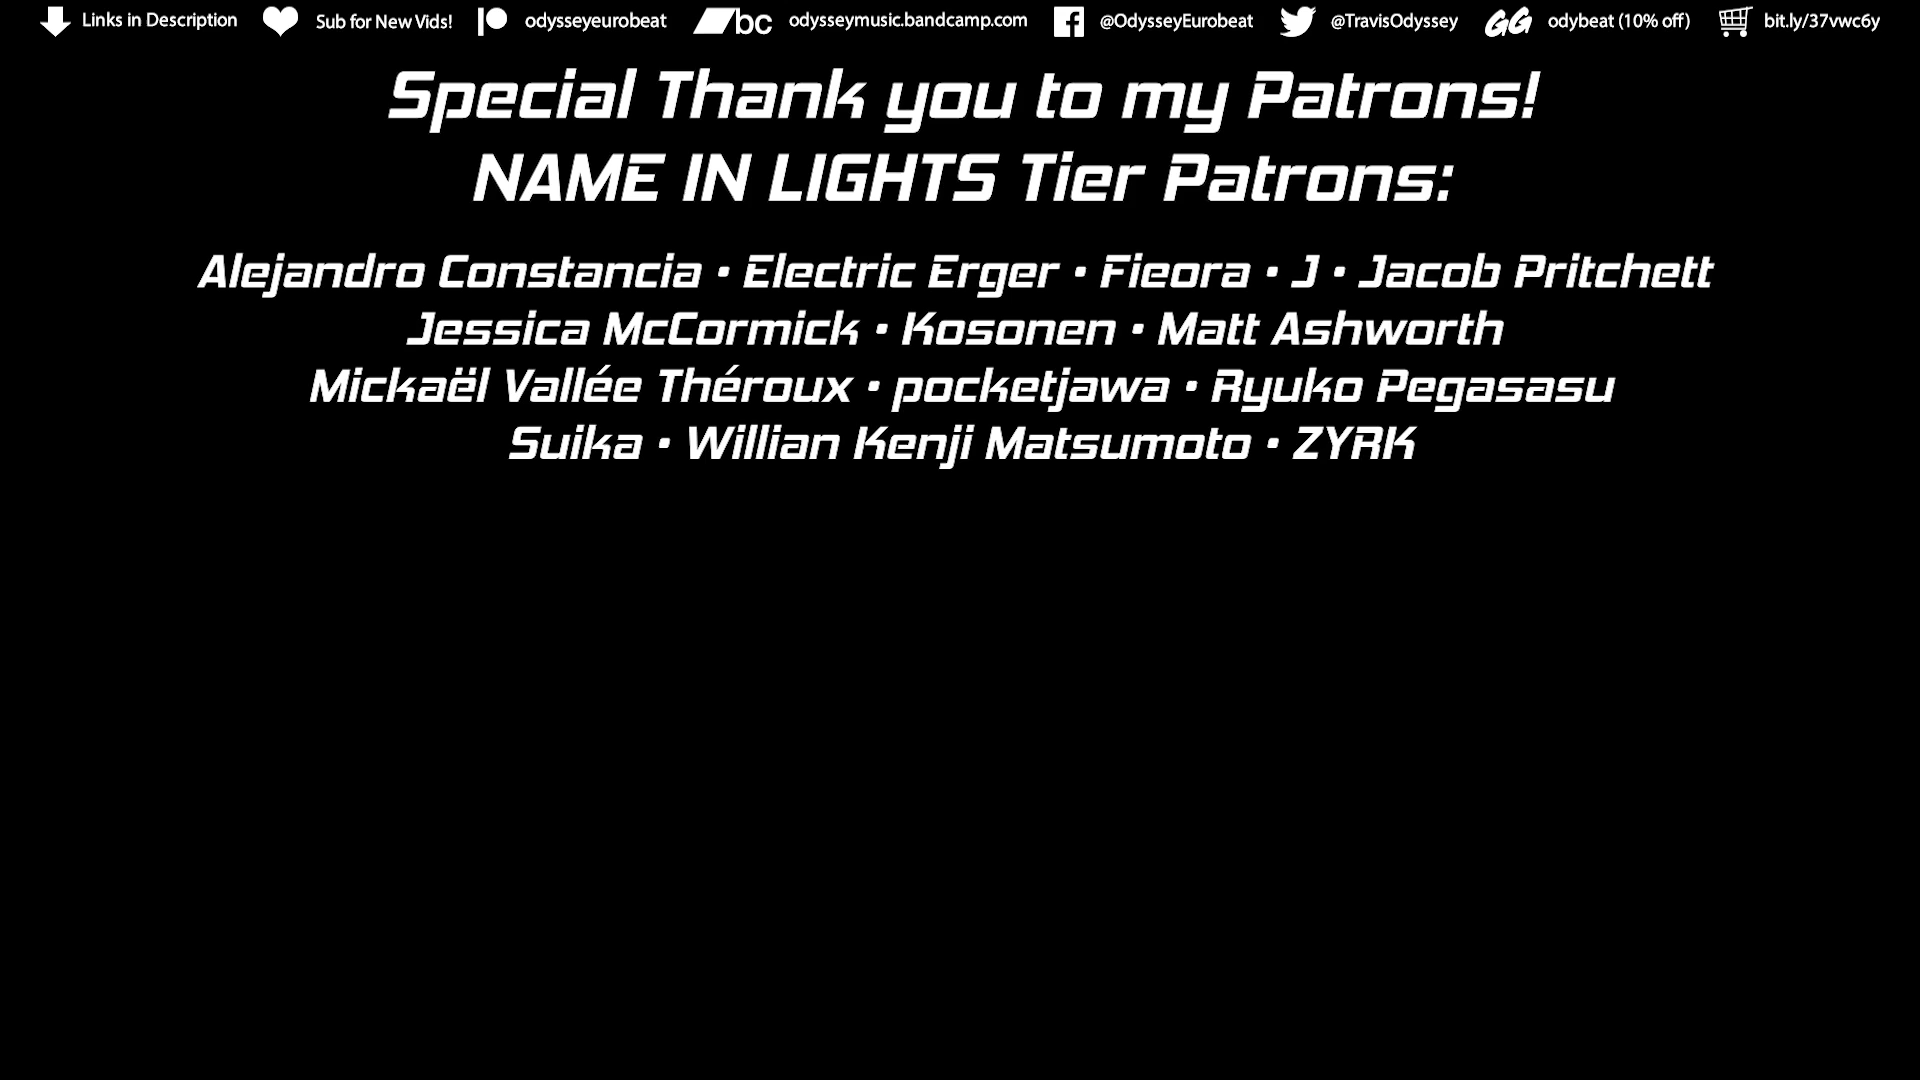 Links in Description Sub for New Vids! odysseyeurobeat bc odysseymusic.bandcamp.com @OdysseyEurobeat @TravisOdyssey GG odybeat (10% off) bit.ly/37vwc6y
Special Thank you to my Patrons!
NAME IN LIGHTS Tier Patrons:
Alejandro Constancia • Electric Erger • Fieora • J • Jacob Pritchett
Jessica McCormick • Kosonen • Matt Ashworth
Mickaël Vallée Théroux • pocketjawa • Ryuko Pegasasu
Suika • Willian Kenji Matsumoto • ZYRK